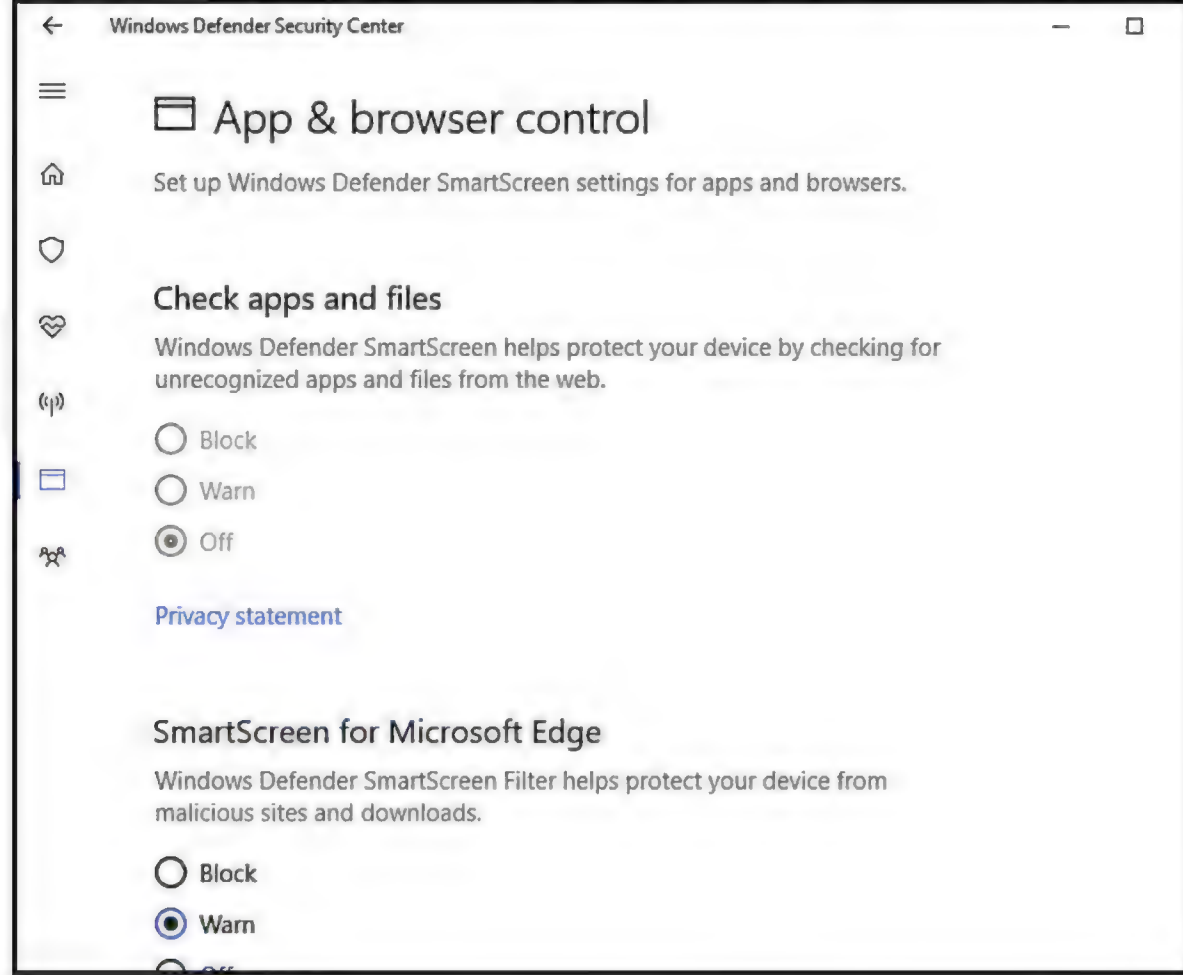 Windows Defender Security Center
App & browser control
Set up Windows Defender SmartScreen settings for apps and browsers.
Check apps and files
Windows Defender SmartScreen helps protect your device by checking for
unrecognized apps and files from the web.
Block
Warn
Off
Privacy statement
SmartScreen for Microsoft Edge
Windows Defender SmartScreen Filter helps protect your device from
malicious sites and downloads.
Block
Warn